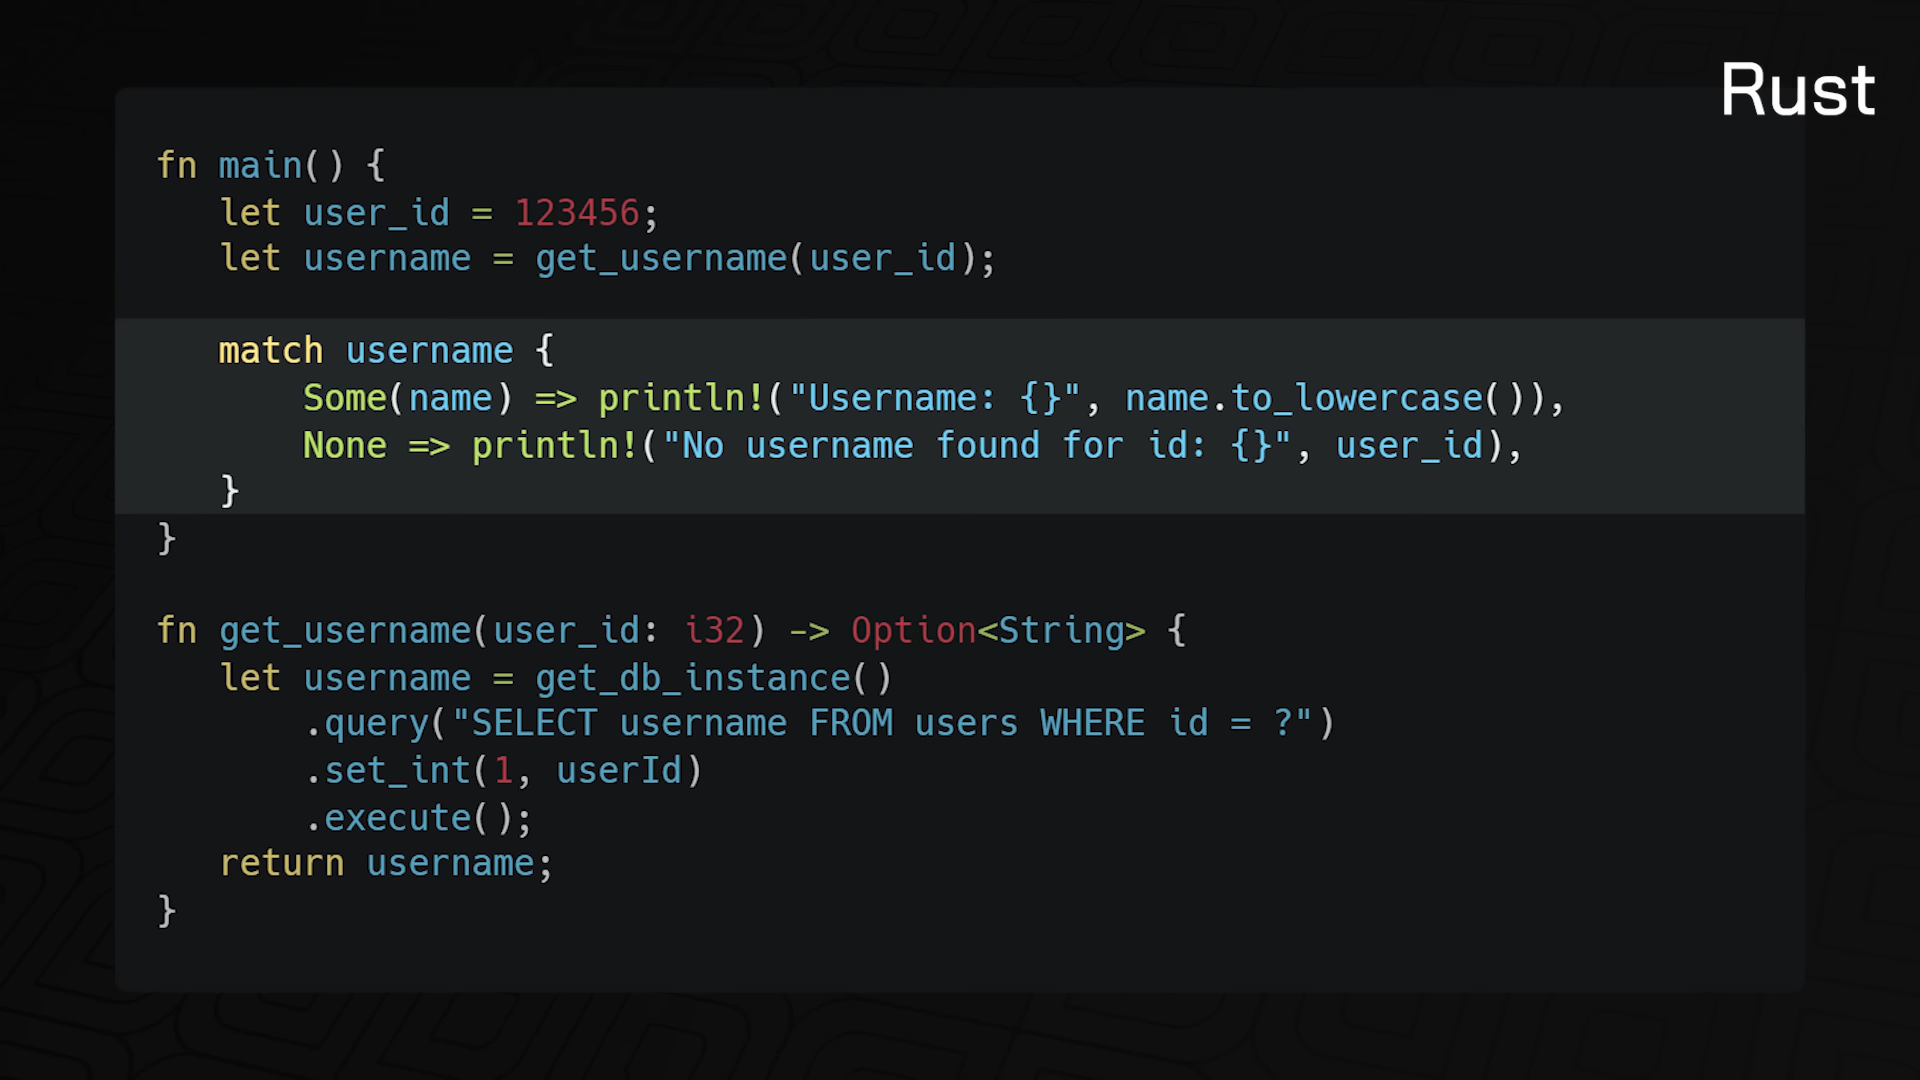 Rust
fn main() {
let user_id = 123456;
let username = get_username(user_id);
match username {
Some(name) => println!("Username: {}", name.to_lowercase()),
None => println!("No username found for id: {}", user_id),
}
}
fn get_username(user_id: i32) -> Option<String> {
let username = get_db_instance()
.query("SELECT username FROM users WHERE id = ?")
.set_int(1, userId)
.execute();
return username;
}